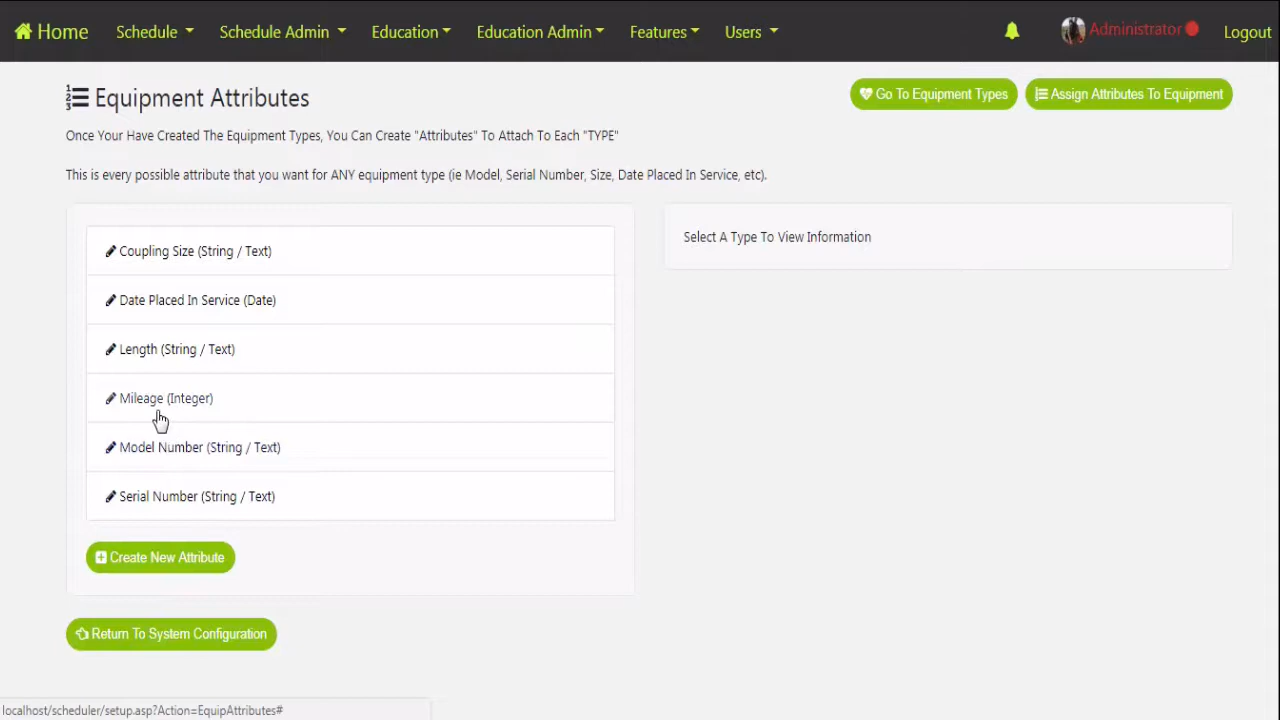 Home Schedule Schedule Admin Education Education Admin Features Users Administrator Logout
Equipment Attributes
Go To Equipment Types Assign Attributes To Equipment
Once Your Have Created The Equipment Types, You Can Create "Attributes" To Attach To Each "TYPE"
This is every possible attribute that you want for ANY equipment type (ie Model, Serial Number, Size, Date Placed In Service, etc).
Coupling Size (String / Text)
Date Placed In Service (Date)
Length (String / Text)
Mileage (Integer)
Model Number (String / Text)
Serial Number (String / Text)
Create New Attribute
Select A Type To View Information
Return To System Configuration
localhost/scheduler/setup.asp?Action=EquipAttributes#